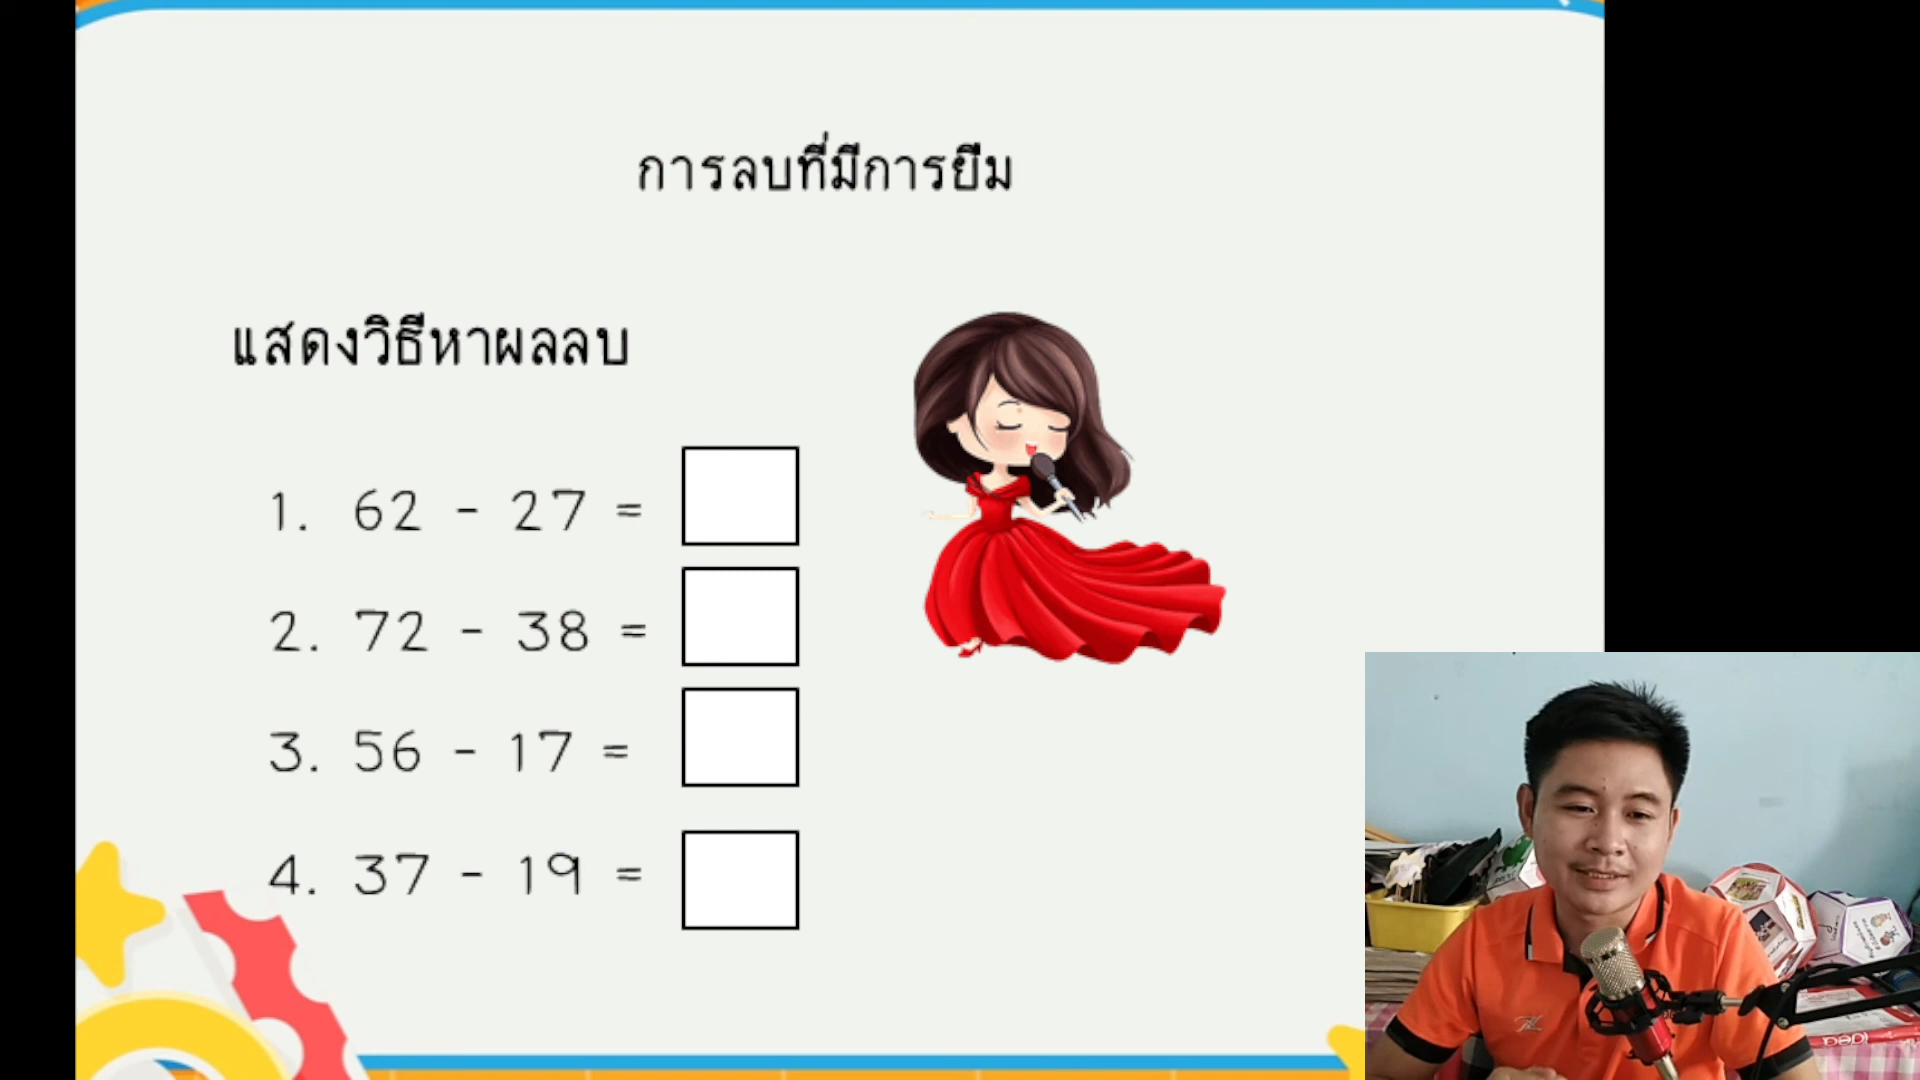 การลบที่มีการยืม
แสดงวิธีหาผลลบ
1. 62 - 27 =
2. 72 - 38 =
3. 56 - 17 =
4. 37 - 19 =